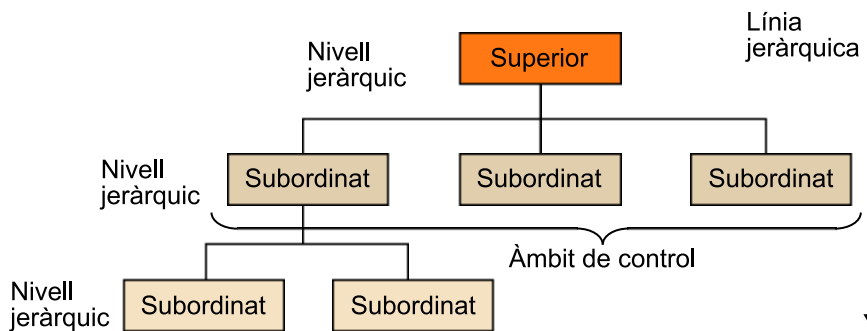 Línia
jeràrquica
Nivell
jeràrquic
Superior
Nivell
jeràrquic
Subordinat
Subordinat
Subordinat
Àmbit de control
Nivell
jeràrquic
Subordinat
Subordinat